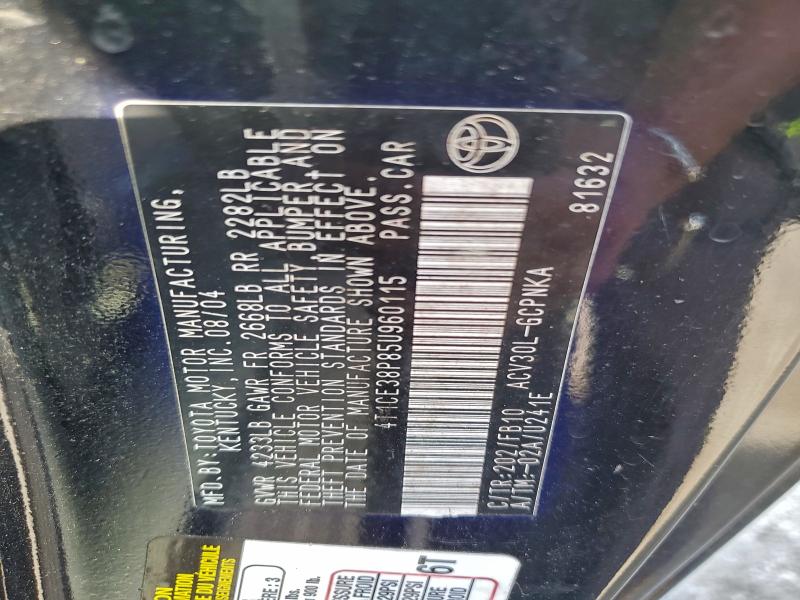 MFD. BY: TOYOTA MOTOR MANUFACTURING,
KENTUCKY, INC. 08/04
GVWR 4233LB GAWR FR 2668LB RR 2282LB
THIS VEHICLE CONFORMS TO ALL APPLICABLE
FEDERAL MOTOR VEHICLE SAFETY, BUMPER, AND
THEFT PREVENTION STANDARDS IN EFFECT ON
THE DATE OF MANUFACTURE SHOWN ABOVE.
4T1CE38P85U960115 PASS.CAR
C/TR:202/FB10 ACV30L-GCPNKA
A/TM:-02A/U241E
81632